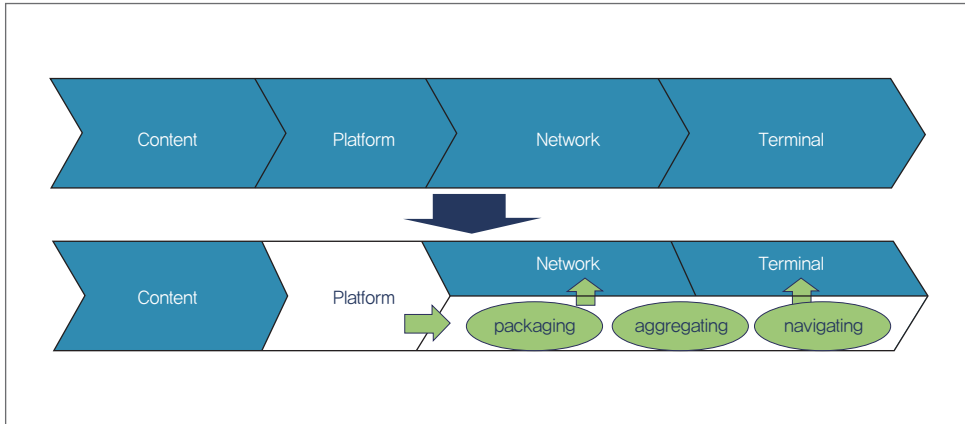 Content Platform Network Terminal
Network Terminal
Content Platform
packaging aggregating navigating